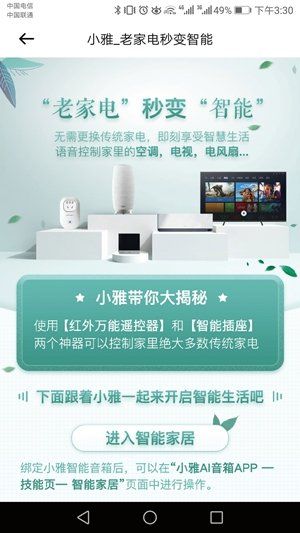 中国电信
中国联通
49%
下午3:30
小雅_老家电秒变智能
“老家电”秒变“智能”
无需更换传统家电，即刻享受智慧生活
语音控制家里的空调，电视，电风扇...
小雅带你大揭秘
使用【红外万能遥控器】和【智能插座】
两个神器可以控制家里绝大多数传统家电
下面跟着小雅一起来开启智能生活吧
进入智能家居
绑定小雅智能音箱后，可以在“小雅AI音箱APP —
技能页— 智能家居”页面中进行操作。